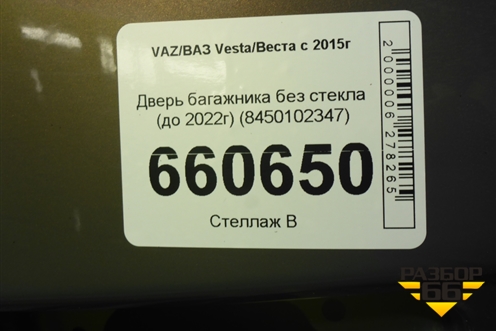 VAZ/ВАЗ Vesta/Веста с 2015г
Дверь багажника без стекла
(до 2022г) (8450102347)
660650
Стеллаж В
2000006278265
РАЗБОР
66